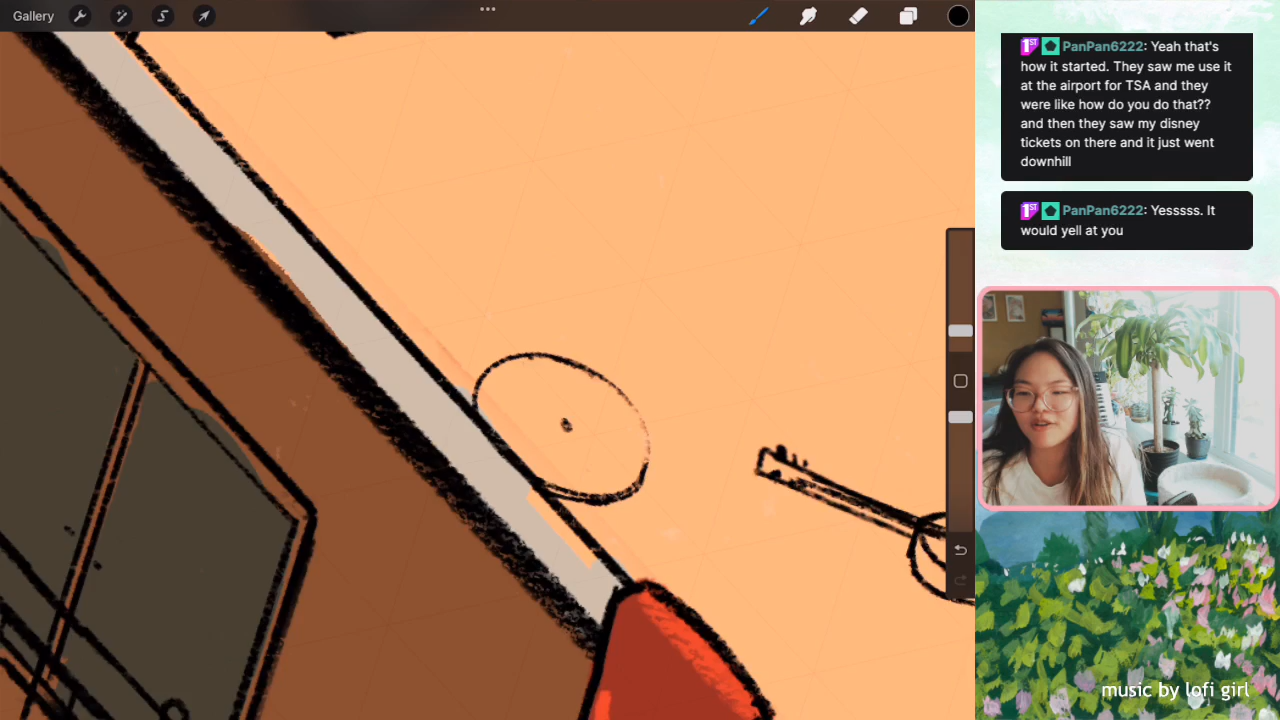 Gallery
1ST PanPan6222: Yeah that's
how it started. They saw me use it
at the airport for TSA and they
were like how do you do that??
and then they saw my disney
tickets on there and it just went
downhill
1ST PanPan6222: Yesssss. It
would yell at you
music by lofi girl